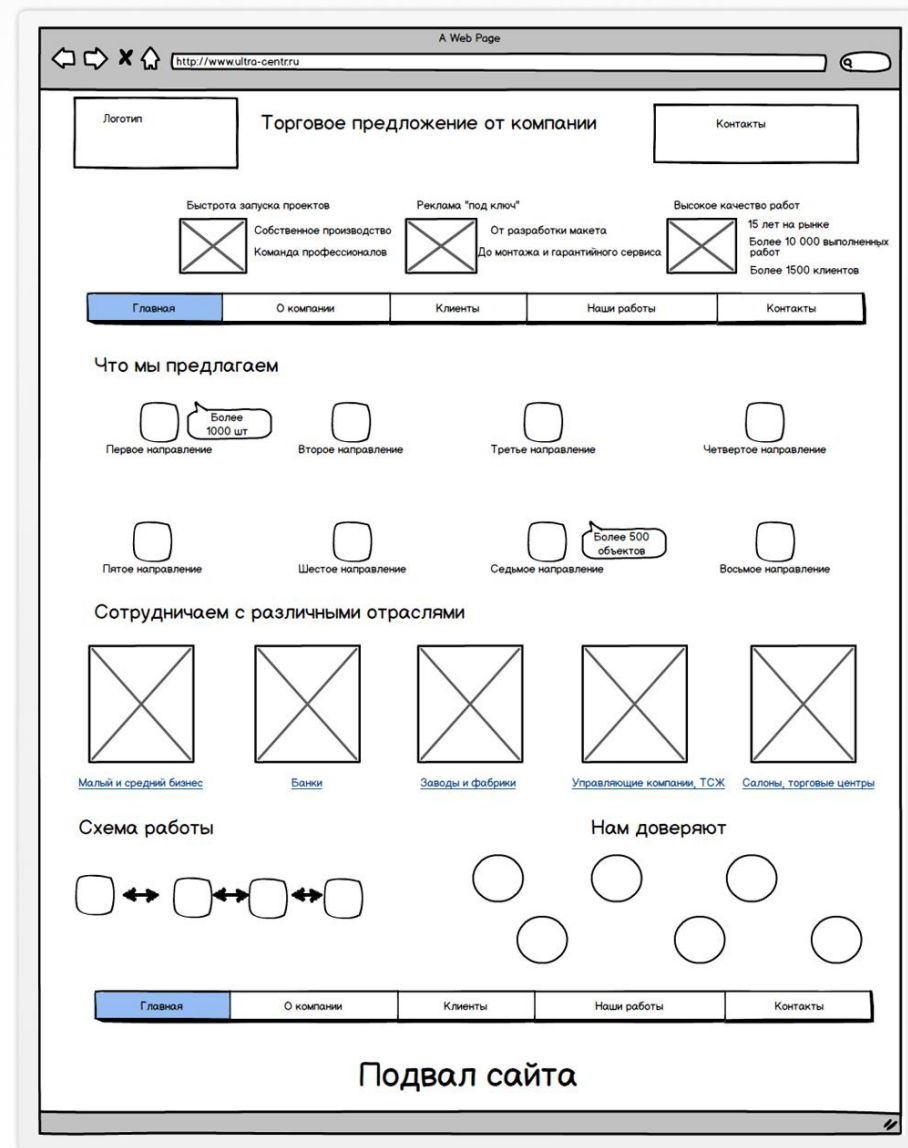 A Web Page
http://www.ultra-centr.ru
Логотип
Торговое предложение от компании
Контакты
Быстрота запуска проектов
Собственное производство
Команда профессионалов
Реклама "под ключ"
От разработки макета
До монтажа и гарантийного сервиса
Высокое качество работ
15 лет на рынке
Более 10 000 выполненных
работ
Более 1500 клиентов
Главная
О компании
Клиенты
Наши работы
Контакты
Что мы предлагаем
Более
1000 шт
Первое направление
Второе направление
Третье направление
Четвертое направление
Более 500
объектов
Пятое направление
Шестое направление
Седьмое направление
Восьмое направление
Сотрудничаем с различными отраслями
Малый и средний бизнес
Банки
Заводы и фабрики
Управляющие компании, ТСЖ
Салоны, торговые центры
Схема работы
Нам доверяют
Главная
О компании
Клиенты
Наши работы
Контакты
Подвал сайта